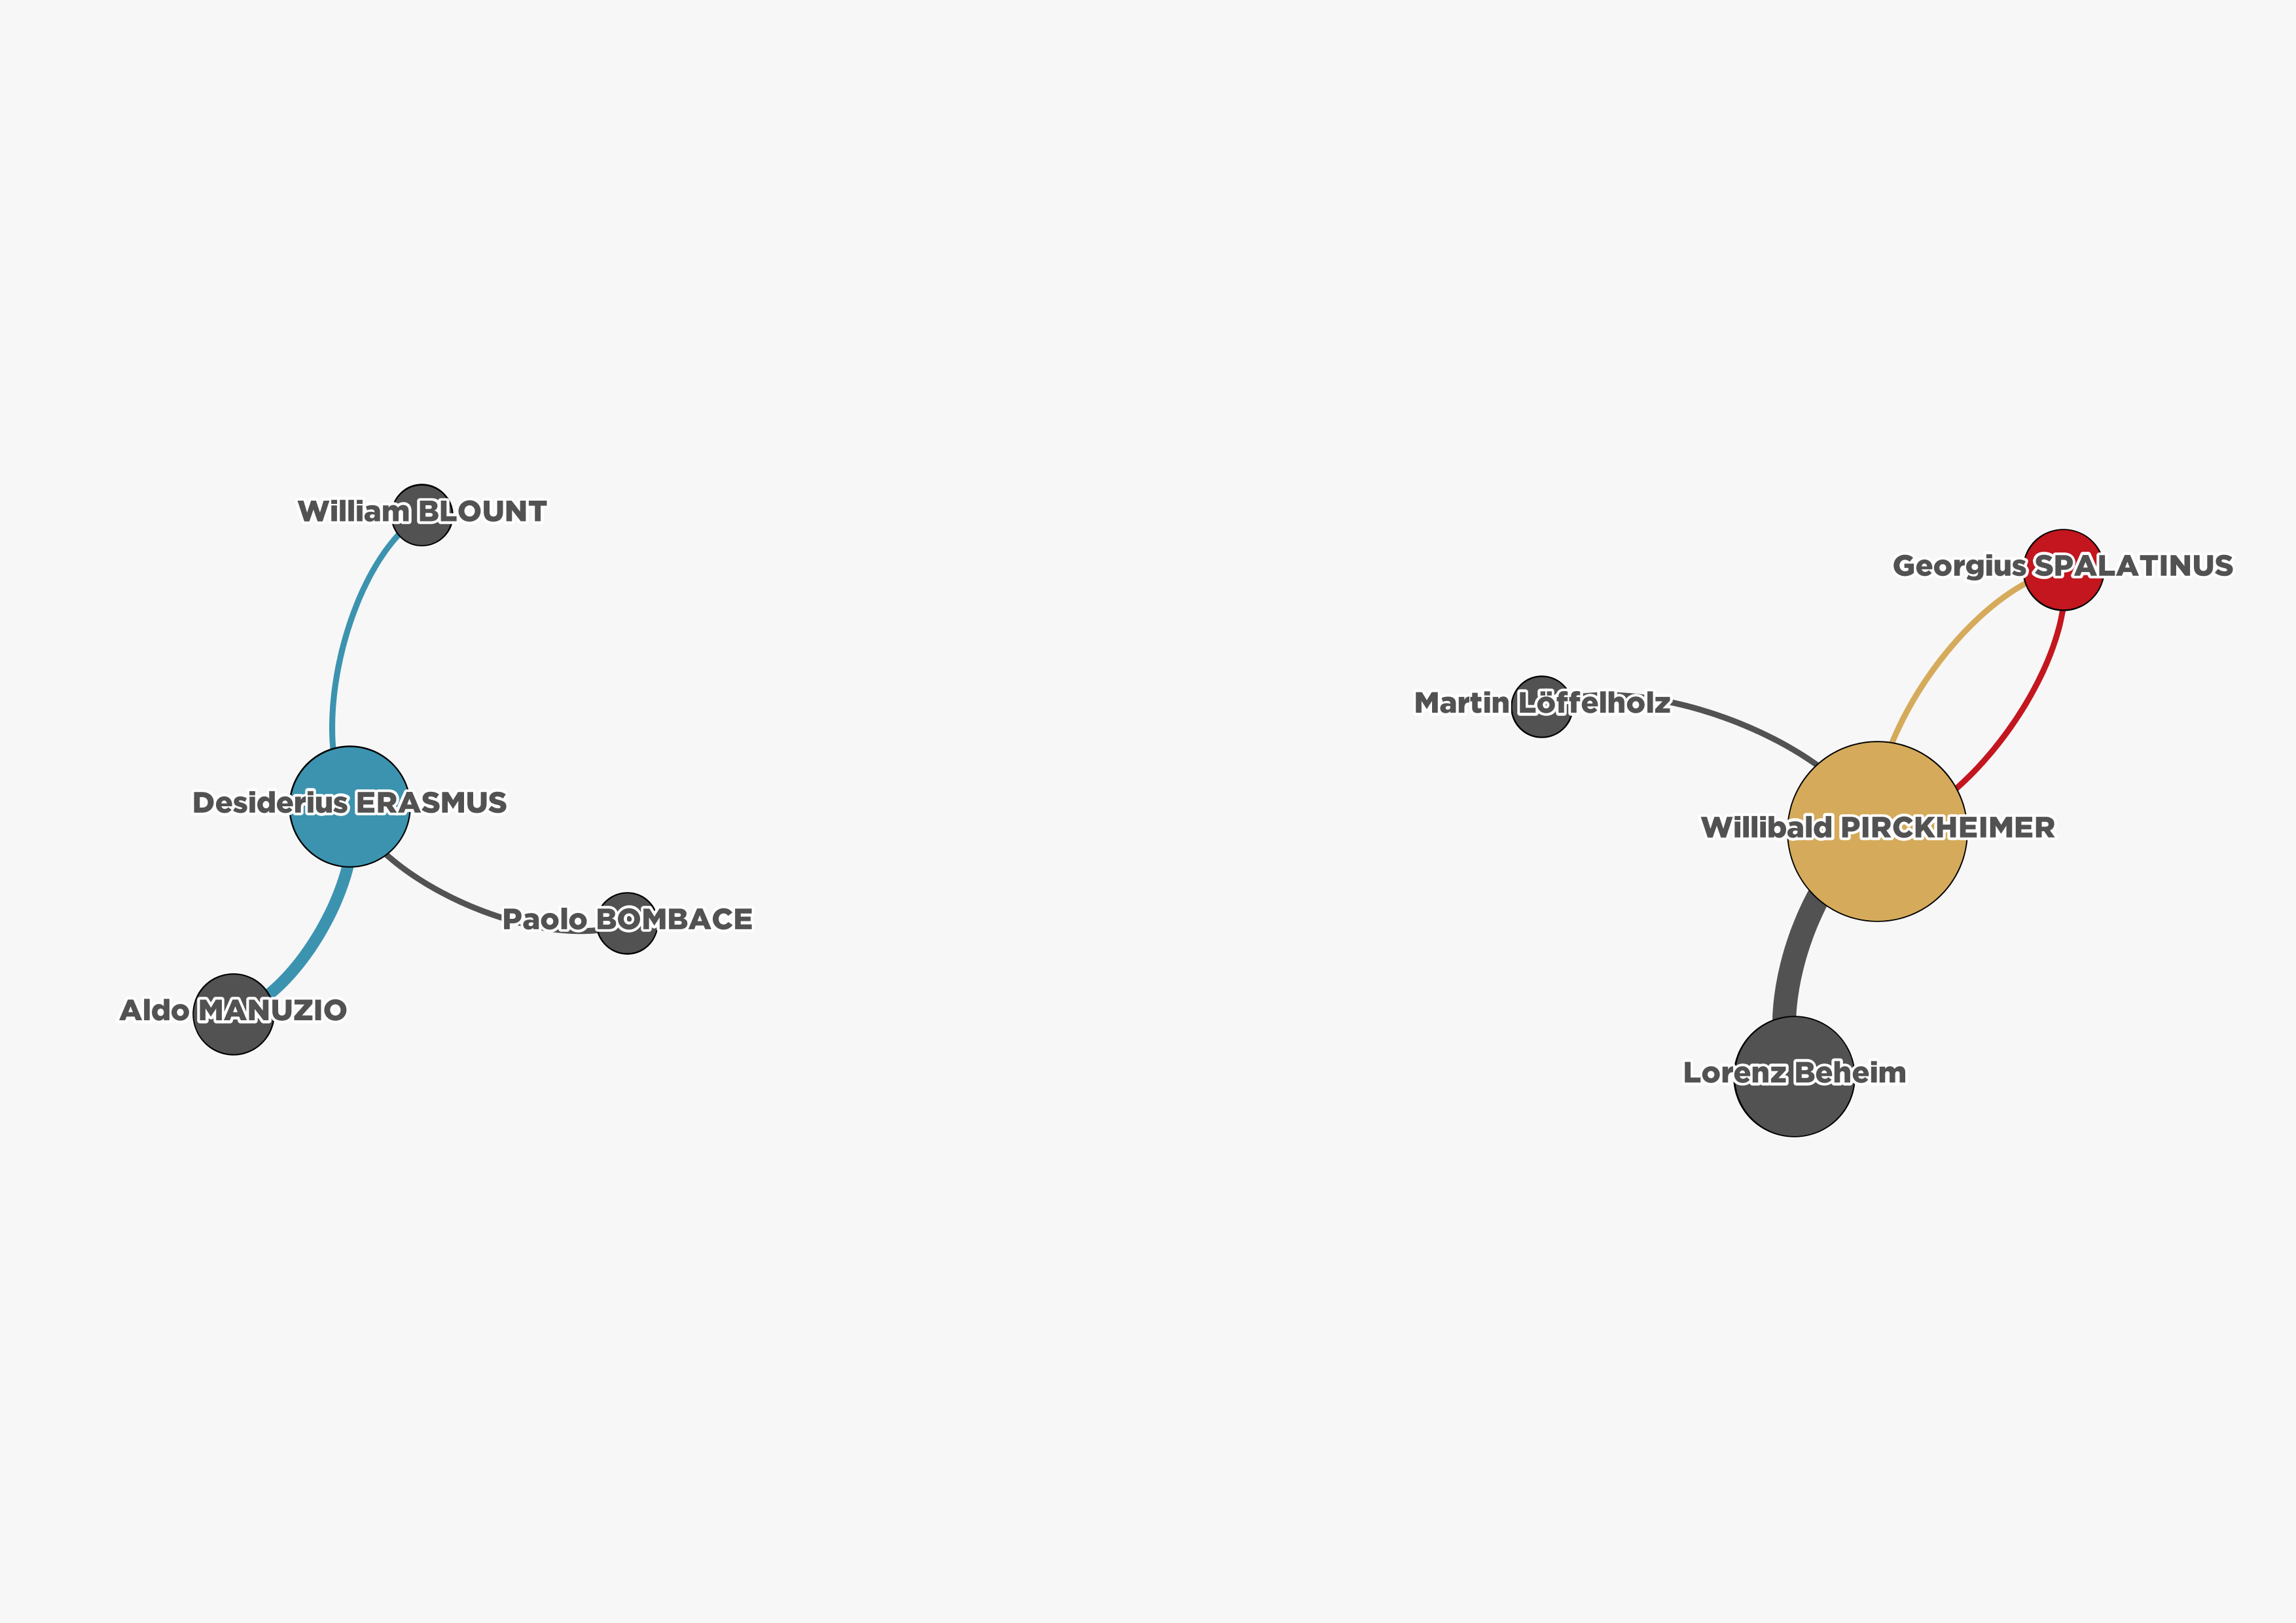 William BLOUNT
Georgius SPALATINUS
Martin Löffelholz
Desiderius ERASMUS
Willibald PIRCKHEIMER
Paolo BOMBACE
Aldo MANUZIO
Lorenz Beheim